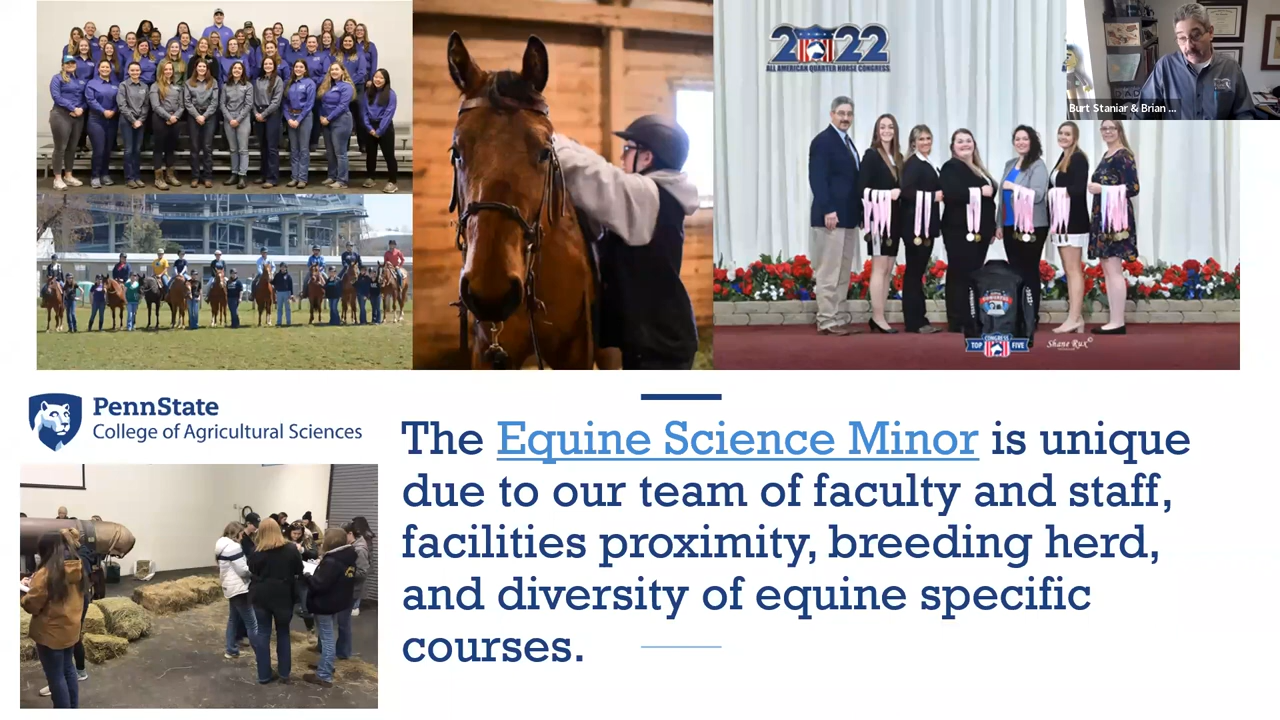 2022
ALL AMERICAN QUARTER HORSE CONGRESS
Burt Staniar & Brian ...
CONGRESS
TOP FIVE
Shane Rux
PennState
College of Agricultural Sciences
The Equine Science Minor is unique
due to our team of faculty and staff,
facilities proximity, breeding herd,
and diversity of equine specific
courses.